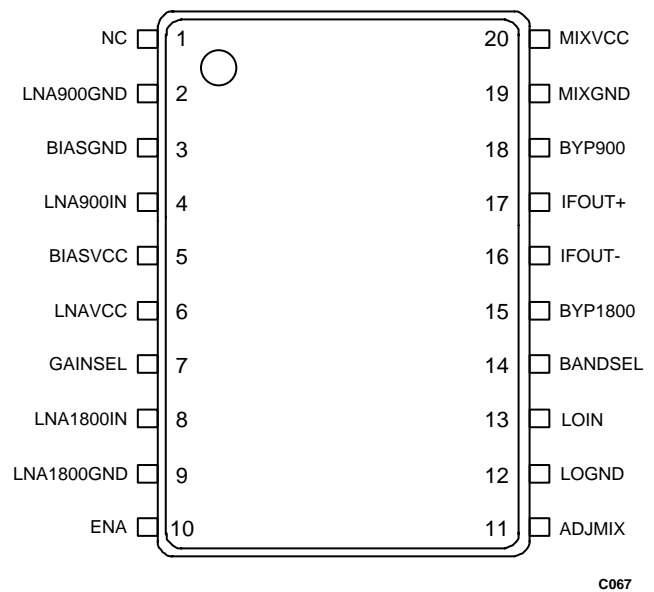 NC 1 20 MIXVCC
LNA900GND 2 19 MIXGND
BIASGND 3 18 BYP900
LNA900IN 4 17 IFOUT+
BIASVCC 5 16 IFOUT-
LNAVCC 6 15 BYP1800
GAINSEL 7 14 BANDSEL
LNA1800IN 8 13 LOIN
LNA1800GND 9 12 LOGND
ENA 10 11 ADJMIX
C067